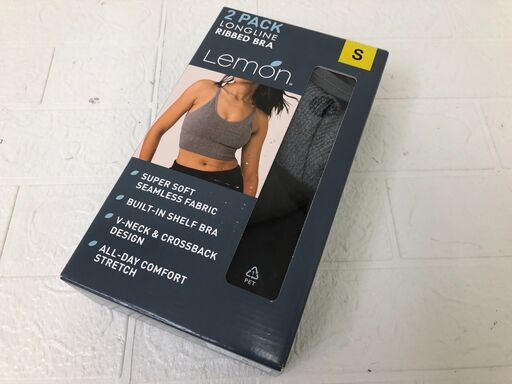 2 PACK
LONGLINE
RIBBED BRA
S
Lemon
SUPER SOFT
SEAMLESS FABRIC
BUILT-IN SHELF BRA
V-NECK & CROSSBACK
DESIGN
ALL-DAY COMFORT
STRETCH
PET